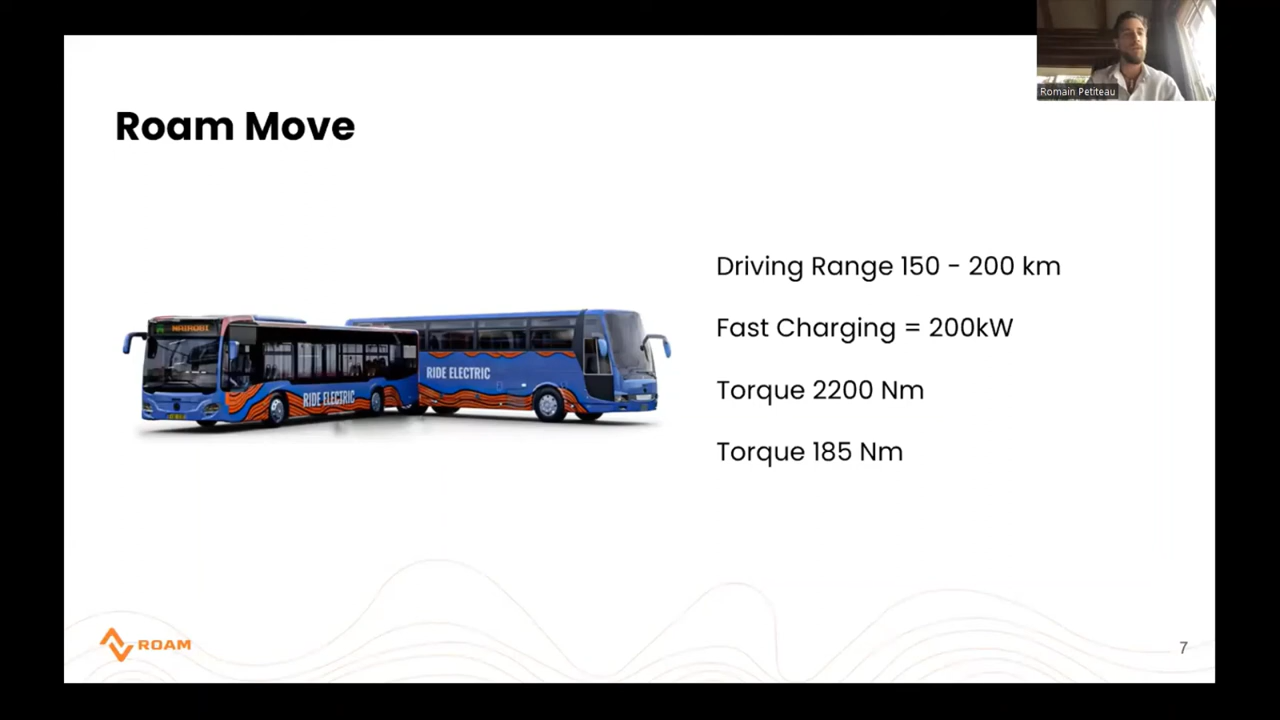 Romain Petiteau
Roam Move
Driving Range 150 - 200 km
Fast Charging = 200kW
Torque 2200 Nm
Torque 185 Nm
NAIROBI
RIDE ELECTRIC
RIDE ELECTRIC
ROAM
7